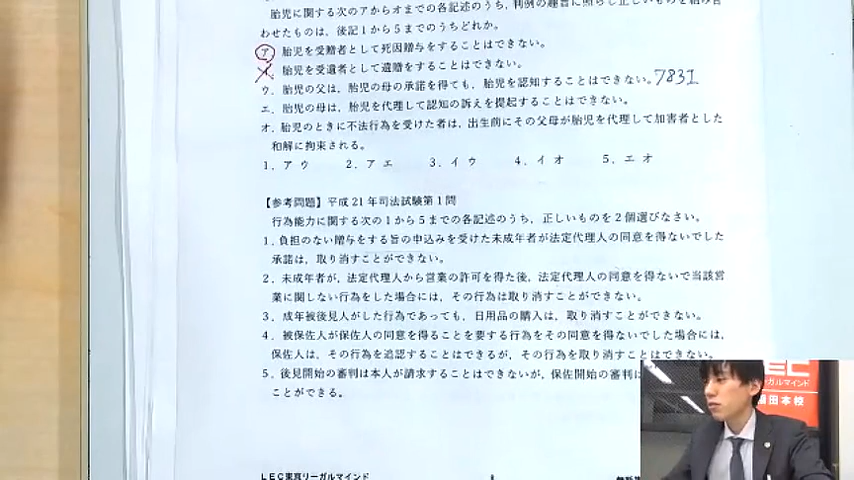 胎児に関する次のアからオまでの各記述のうち,判例の趣旨に照らし正しいものを組み合
わせたものは,後記1から5までのうちどれか。
ア 胎児を受贈者として死因贈与をすることはできない。
胎児を受遺者として遺贈をすることはできない。
ウ.胎児の父は,胎児の母の承諾を得ても,胎児を認知することはできない。783I
エ.胎児の母は,胎児を代理して認知の訴えを提起することができない。
オ.胎児のときに不法行為を受けた者は,出生前にその父母が胎児を代理して加害者とした
和解に拘束される。
1.アウ 2.アエ 3.イウ 4.イオ 5.エオ
【参考問題】平成21年司法試験第1問
行為能力に関する次の1から5までの各記述のうち,正しいものを2個選びなさい。
1.負担のない贈与をする旨の申込みを受けた未成年者が法定代理人の同意を得ないでした
承諾は,取り消すことができない。
2.未成年者が,法定代理人から営業の許可を得た後,法定代理人の同意を得ないで当該営
業に関しない行為をした場合には,その行為は取り消すことができない。
3.成年被後見人がした行為であっても,日用品の購入は,取り消すことができない。
4.被保佐人が保佐人の同意を得ることを要する行為をその同意を得ないでした場合には,
保佐人は,その行為を追認することはできるが,その行為を取り消すことはできない。
5.後見開始の審判は本人が請求することはできないが,保佐開始の審判は
ことができる。
ーガルマインド
田本校
LEC東京リーガルマインド